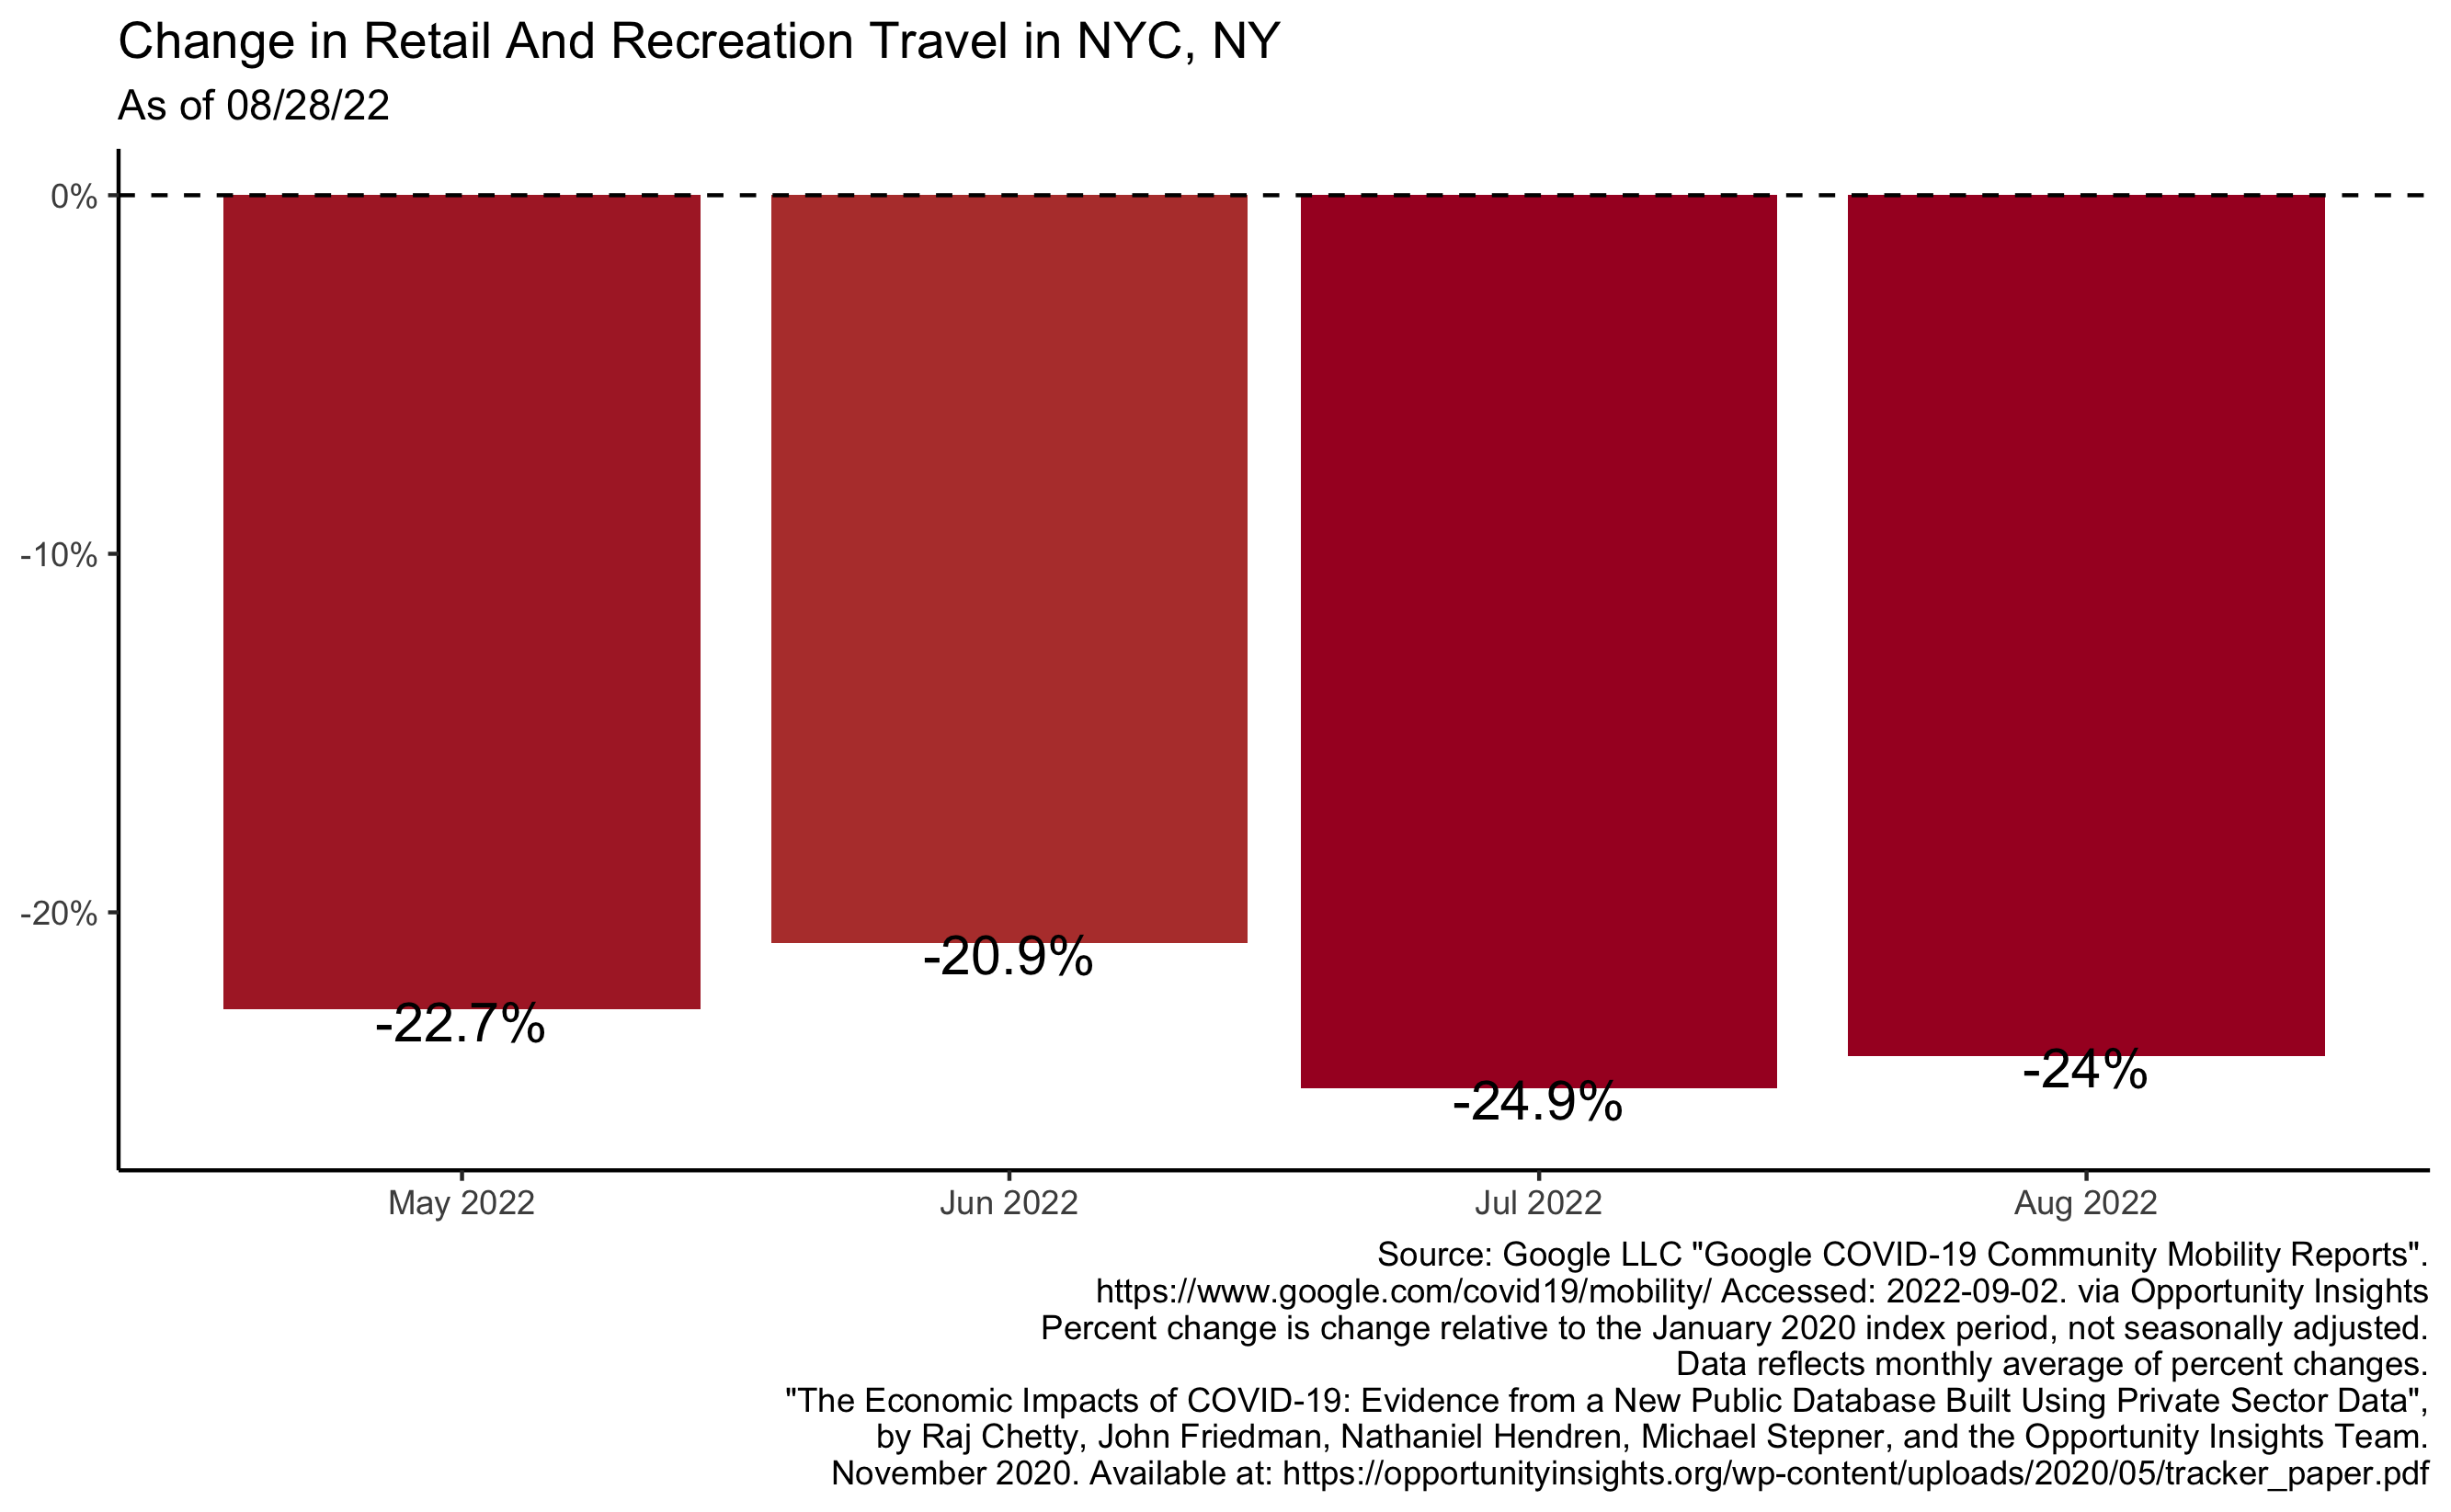 Change in Retail And Recreation Travel in NYC, NY
As of 08/28/22
0%
-10%
-20%
-22.7%
-20.9%
-24.9%
-24%
May 2022
Jun 2022
Jul 2022
Aug 2022
Source: Google LLC "Google COVID-19 Community Mobility Reports".
https://www.google.com/covid19/mobility/ Accessed: 2022-09-02. via Opportunity Insights
Percent change is change relative to the January 2020 index period, not seasonally adjusted.
Data reflects monthly average of percent changes.
"The Economic Impacts of COVID-19: Evidence from a New Public Database Built Using Private Sector Data",
by Raj Chetty, John Friedman, Nathaniel Hendren, Michael Stepner, and the Opportunity Insights Team.
November 2020. Available at: https://opportunityinsights.org/wp-content/uploads/2020/05/tracker_paper.pdf